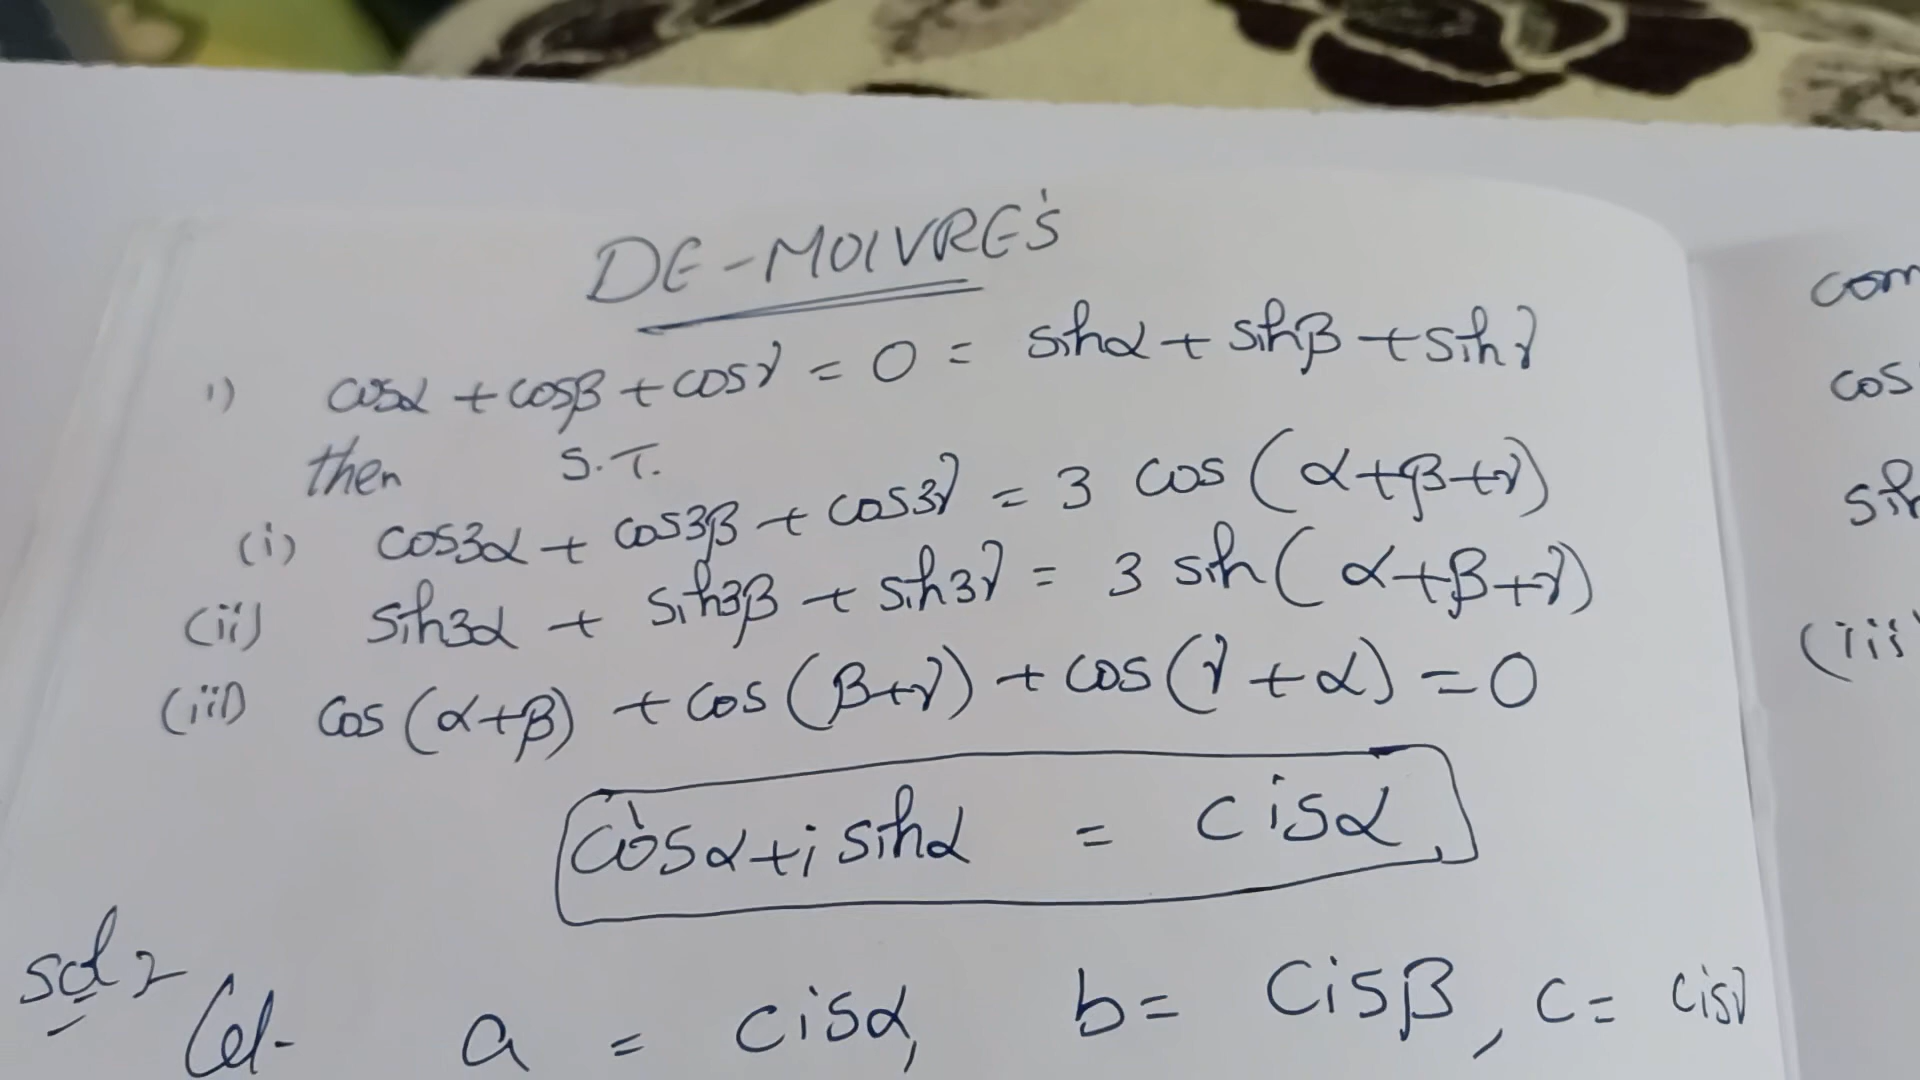 DE-MOIVRE'S
1) cosα + cosβ + cosγ = 0 = sinα + sinβ + sinγ
then S.T.
(i) cos3α + cos3β + cos3γ = 3 cos (α+β+γ)
(ii) sin3α + sin3β + sin3γ = 3 sin (α+β+γ)
(iii) cos (α+β) + cos (β+γ) + cos (γ+α) = 0
cosα+i sinα = cisα
sol Let a = cisα, b = cisβ, c = cisγ
com
cos
sin
(iii)